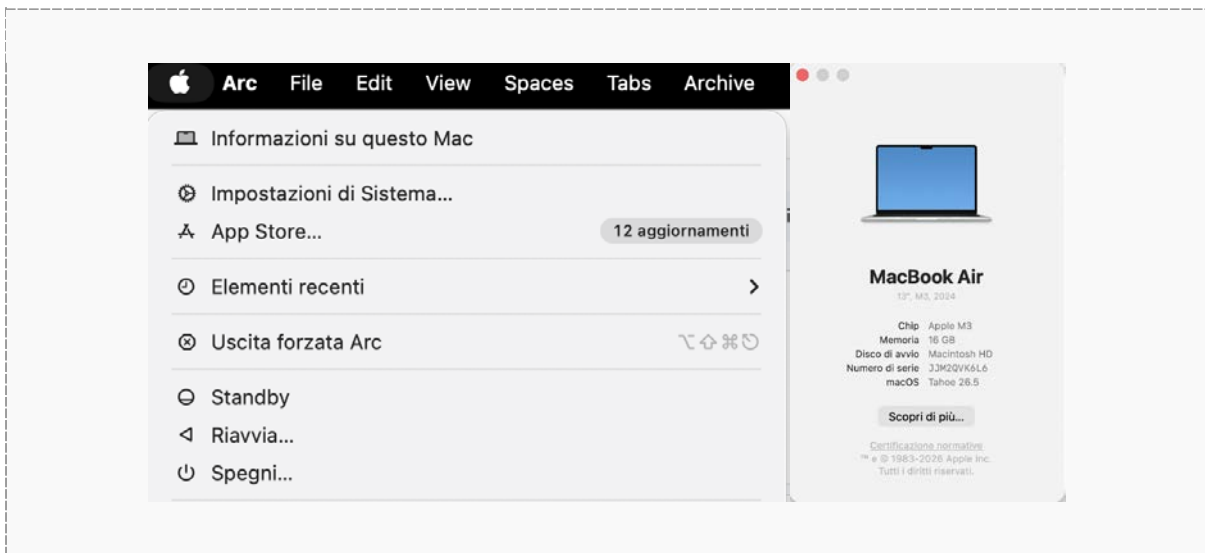 Arc File Edit View Spaces Tabs Archive
Informazioni su questo Mac
Impostazioni di Sistema...
App Store... 12 aggiornamenti
Elementi recenti
Uscita forzata Arc ⌥⇧⌘⎋
Standby
Riavvia...
Spegni...
MacBook Air
13", M3, 2024
Chip Apple M3
Memoria 16 GB
Disco di avvio Macintosh HD
Numero di serie JJM2QVK6L6
macOS Tahoe 26.5
Scopri di più...
Certificazione normative
™ e © 1983-2026 Apple Inc.
Tutti i diritti riservati.